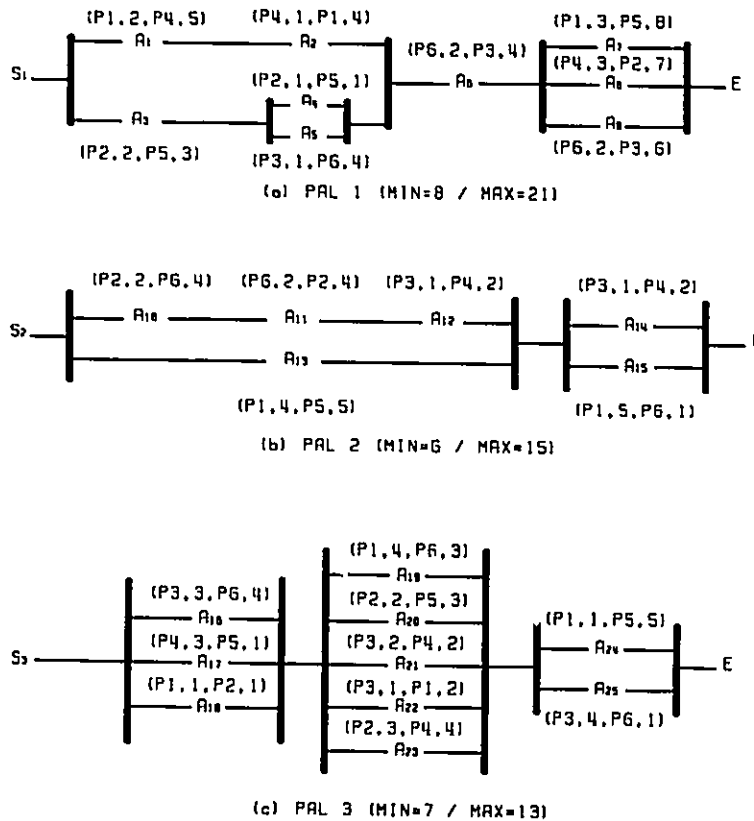 (P1,2,P4,5) (P4,1,P1,4) (P1,3,P5,8)
S1 A1 A2 (P6,2,P3,4) A7
(P2,1,P5,1) (P4,3,P2,7)
A4 A6 A8 E
A3 A5 A9
(P2,2,P5,3) (P3,1,P6,4) (P6,2,P3,6)
(a) PAL 1 (MIN=8 / MAX=21)
(P2,2,P6,4) (P6,2,P2,4) (P3,1,P4,2) (P3,1,P4,2)
S2 A10 A11 A12 A14
A13 A15
(P1,4,P5,5) (P1,5,P6,1)
(b) PAL 2 (MIN=6 / MAX=15)
(P1,4,P6,3)
(P3,3,P6,4) A19
A16 (P2,2,P5,3) (P1,1,P5,5)
(P4,3,P5,1) A20 A24
S3 A17 (P3,2,P4,2) E
(P1,1,P2,1) A21 A25
A18 (P3,1,P1,2) (P3,4,P6,1)
A22
(P2,3,P4,4)
A23
(c) PAL 3 (MIN=7 / MAX=13)